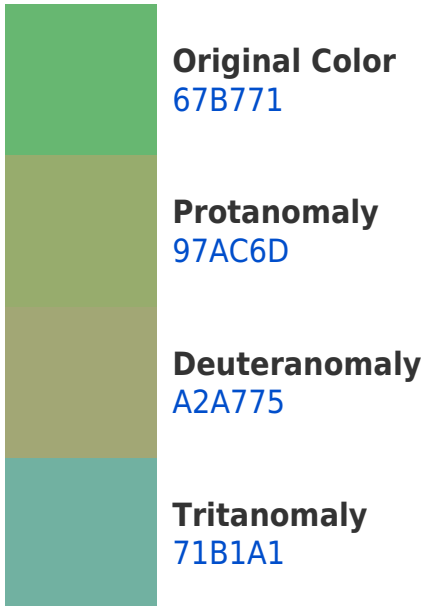 Original Color
67B771
Protanomaly
97AC6D
Deuteranomaly
A2A775
Tritanomaly
71B1A1